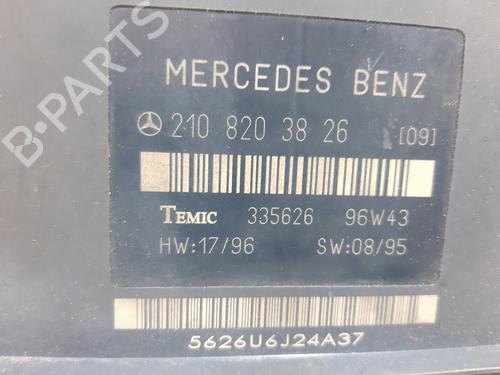 B-PARTS
MERCEDES BENZ
210 820 38 26 [09]
TEMIC 335626 96W43
HW:17/96 SW:08/95
5626U6J24A37